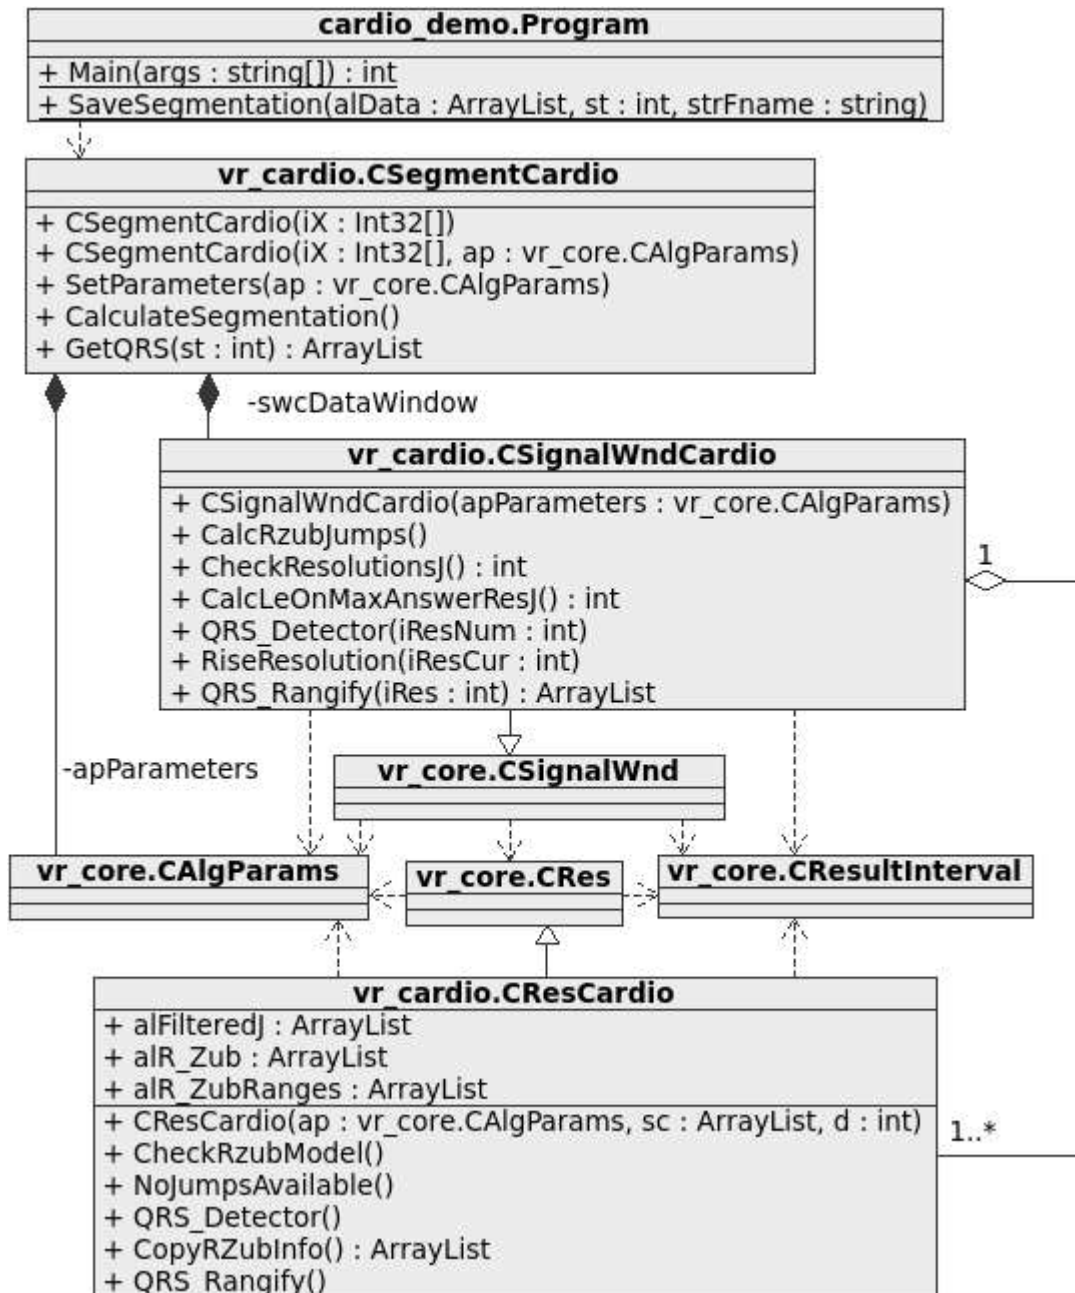 cardio_demo.Program
+ Main(args : string[]) : int
+ SaveSegmentation(alData : ArrayList, st : int, strFname : string)
vr_cardio.CSegmentCardio
+ CSegmentCardio(iX : Int32[])
+ CSegmentCardio(iX : Int32[], ap : vr_core.CAlgParams)
+ SetParameters(ap : vr_core.CAlgParams)
+ CalculateSegmentation()
+ GetQRS(st : int) : ArrayList
-swcDataWindow
vr_cardio.CSignalWndCardio
+ CSignalWndCardio(apParameters : vr_core.CAlgParams)
+ CalcRzubJumps()
+ CheckResolutionsJ() : int
+ CalcLeOnMaxAnswerResJ() : int
+ QRS_Detector(iResNum : int)
+ RiseResolution(iResCur : int)
+ QRS_Rangify(iRes : int) : ArrayList
1
-apParameters
vr_core.CSignalWnd
vr_core.CAlgParams
vr_core.CRes
vr_core.CResultInterval
vr_cardio.CResCardio
+ alFilteredJ : ArrayList
+ alR_Zub : ArrayList
+ alR_ZubRanges : ArrayList
+ CResCardio(ap : vr_core.CAlgParams, sc : ArrayList, d : int)
+ CheckRzubModel()
+ NoJumpsAvailable()
+ QRS_Detector()
+ CopyRZubInfo() : ArrayList
+ QRS_Rangify()
1..*